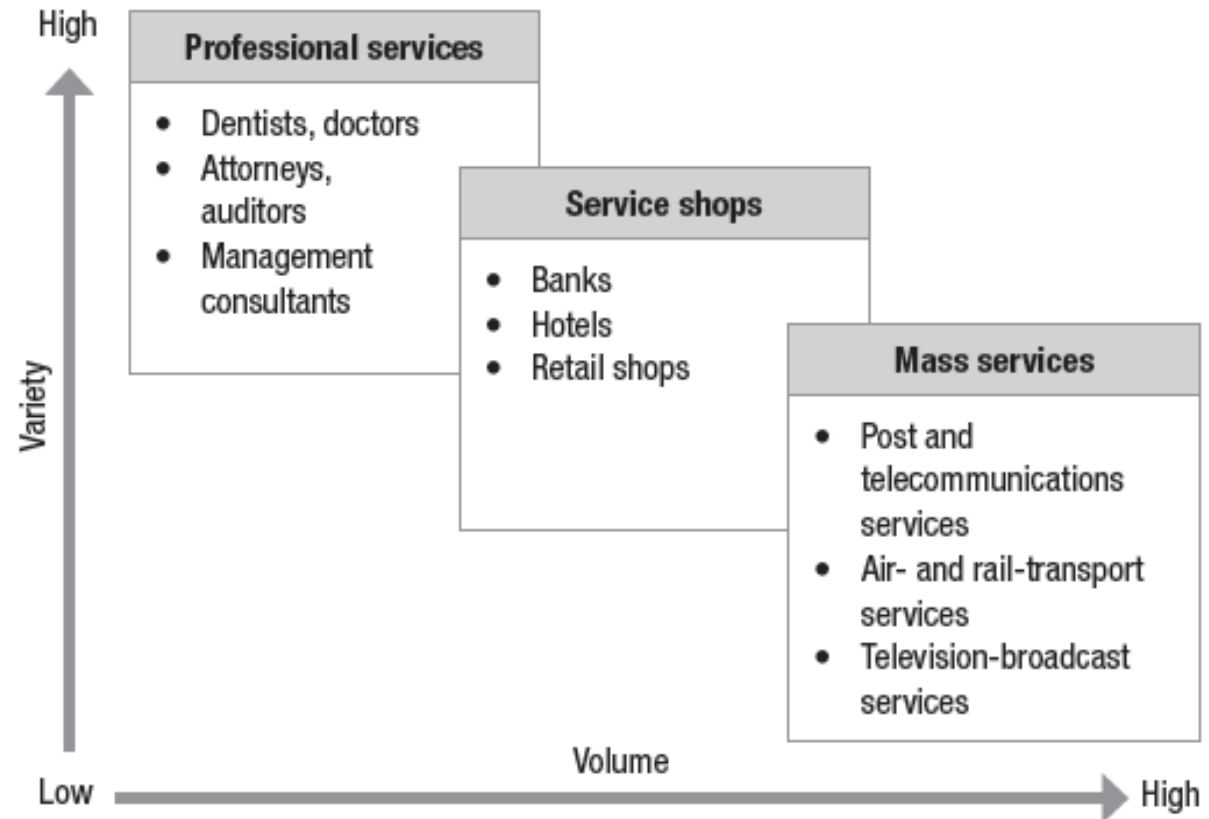 High
Professional services
• Dentists, doctors
• Attorneys,
auditors
• Management
consultants
Service shops
• Banks
• Hotels
• Retail shops
Mass services
• Post and
telecommunications
services
• Air- and rail-transport
services
• Television-broadcast
services
Variety
Volume
Low
High